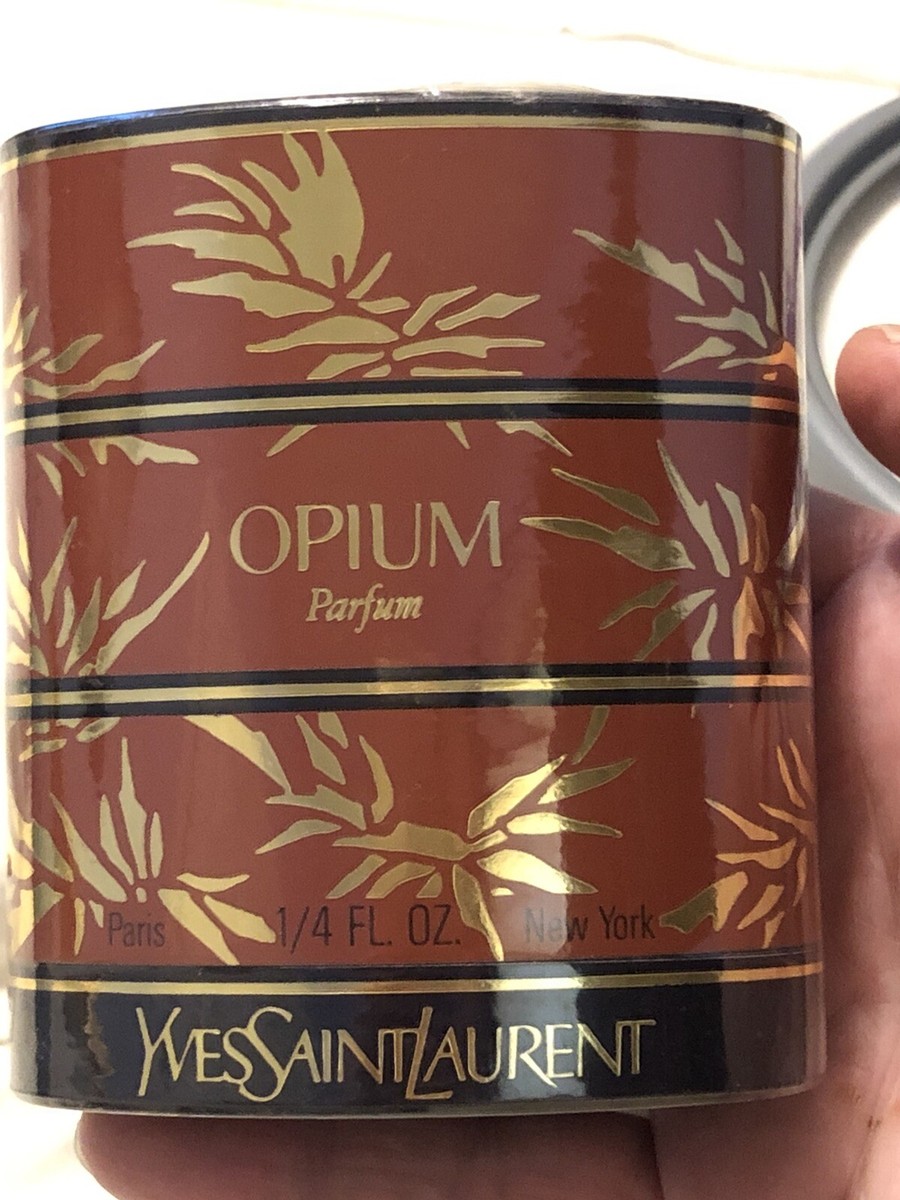 OPIUM
Parfum
Paris 1/4 FL. OZ. New York
YVESSAINTLAURENT